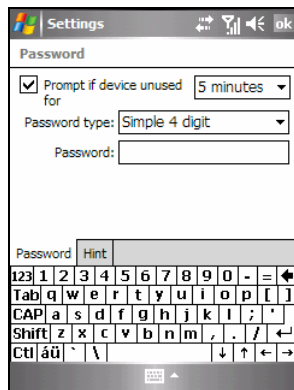 Settings ok
Password
Prompt if device unused for 5 minutes
Password type: Simple 4 digit
Password:
Password Hint
123 1 2 3 4 5 6 7 8 9 0 - =
Tab q w e r t y u i o p [ ]
CAP a s d f g h j k l ; '
Shift z x c v b n m , . /
Ctl áü ` \